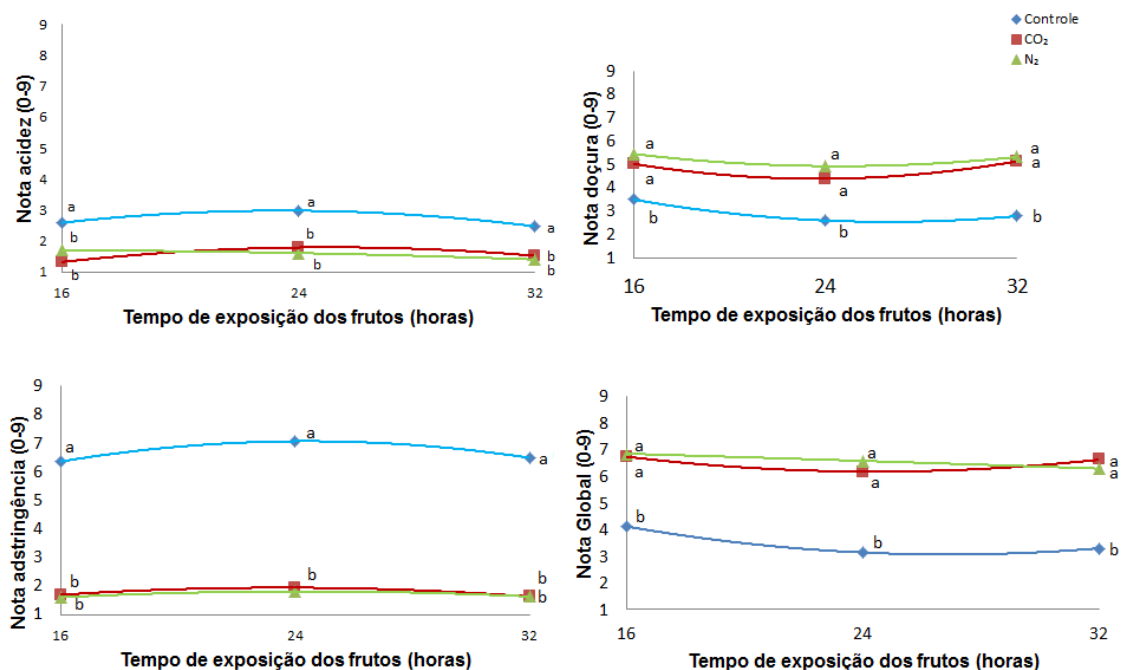 Nota acidez (0-9)
9
8
7
6
5
4
3
2
1
a
a
a
b
b
b
b
b
b
16
24
32
Tempo de exposição dos frutos (horas)
Controle
CO₂
N₂
Nota doçura (0-9)
9
8
7
6
5
4
3
2
1
a
a
a
a
a
a
b
b
b
16
24
32
Tempo de exposição dos frutos (horas)
Nota adstringência (0-9)
9
8
7
6
5
4
3
2
1
a
a
a
b
b
b
b
b
16
24
32
Tempo de exposição dos frutos (horas)
Nota Global (0-9)
9
8
7
6
5
4
3
2
1
a
a
a
a
a
a
b
b
b
16
24
32
Tempo de exposição dos frutos (horas)